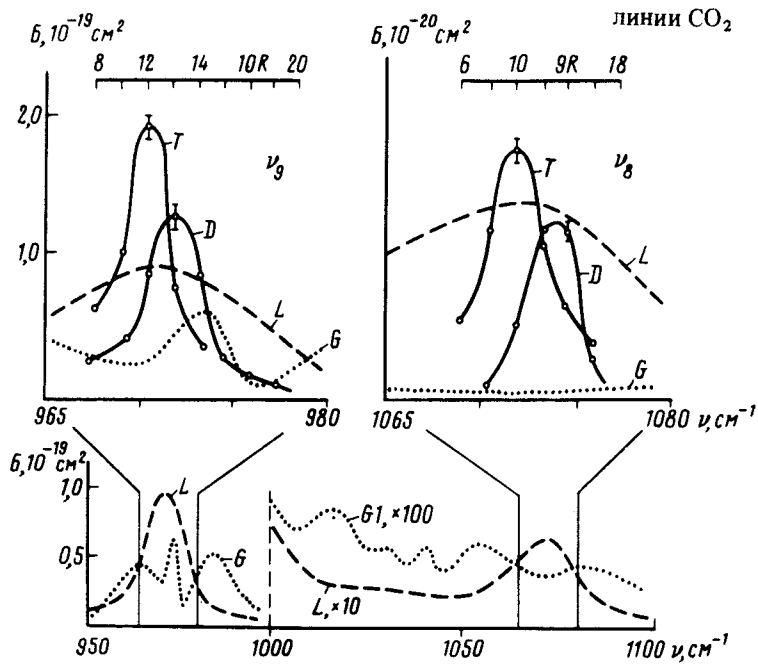 линии CO₂
б, 10⁻¹⁹ см²
8 12 14 10R 20
2,0
1,0
T
D
L
G
ν₉
965 980
б, 10⁻²⁰ см²
6 10 9R 18
T
D
L
G
ν₈
1065 1080 ν, см⁻¹
б, 10⁻¹⁹ см²
1,0
0,5
L
G
G1, ×100
L, ×10
950 1000 1050 1100 ν, см⁻¹